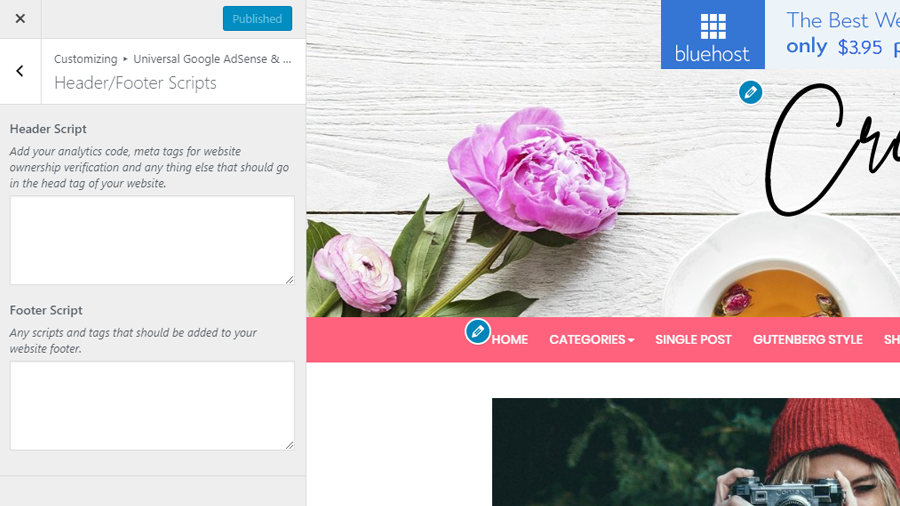 Published
Customizing ▸ Universal Google AdSense & ...
Header/Footer Scripts
Header Script
Add your analytics code, meta tags for website
ownership verification and any thing else that should go
in the head tag of your website.
Footer Script
Any scripts and tags that should be added to your
website footer.
bluehost
The Best We
only $3.95 p
Cre
HOME CATEGORIES SINGLE POST GUTENBERG STYLE SH